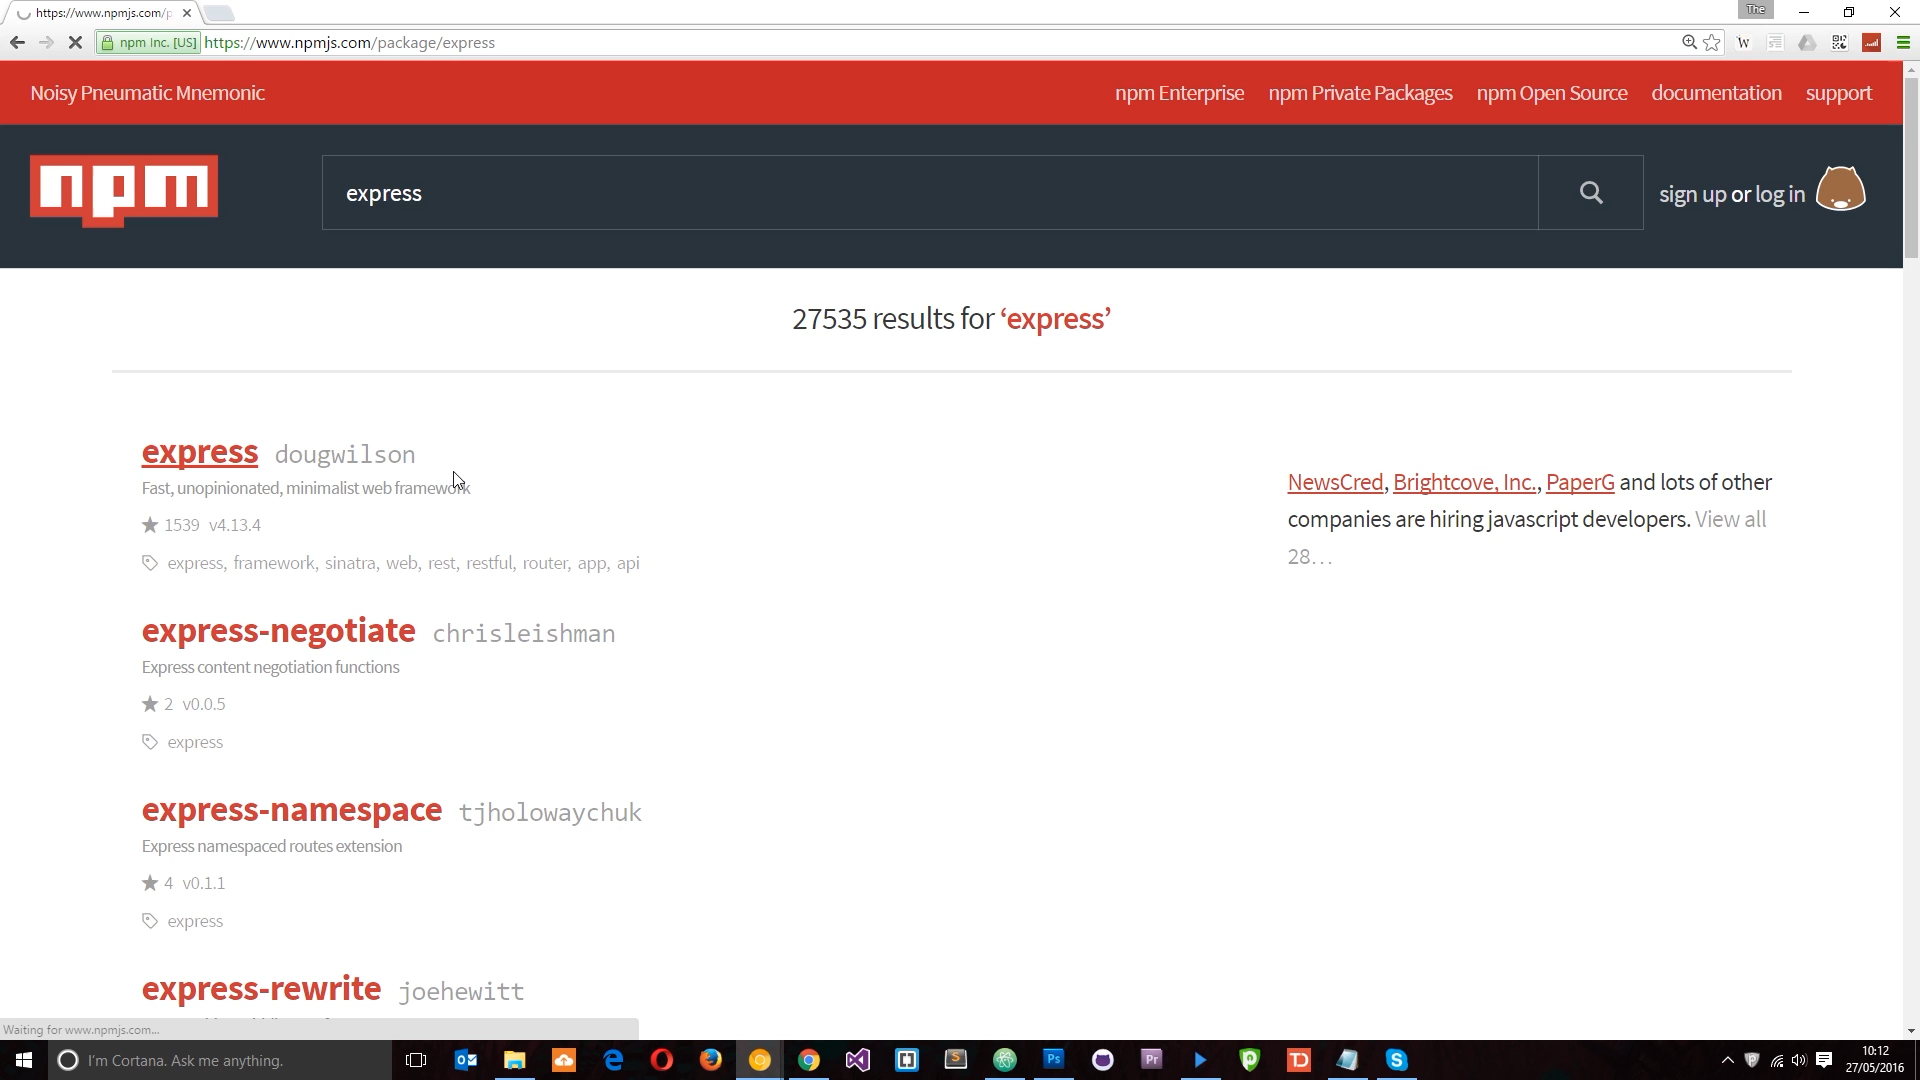 https://www.npmjs.com/p
The
npm Inc. [US] https://www.npmjs.com/package/express
W
Noisy Pneumatic Mnemonic
npm Enterprise npm Private Packages npm Open Source documentation support
npm
express
sign up or log in
27535 results for ‘express’
express dougwilson
Fast, unopinionated, minimalist web framework
1539 v4.13.4
express, framework, sinatra, web, rest, restful, router, app, api
NewsCred, Brightcove, Inc., PaperG and lots of other
companies are hiring javascript developers. View all
28…
express-negotiate chrisleishman
Express content negotiation functions
2 v0.0.5
express
express-namespace tjholowaychuk
Express namespaced routes extension
4 v0.1.1
express
express-rewrite joehewitt
Waiting for www.npmjs.com...
I'm Cortana. Ask me anything.
Ps
Pr
TD
S
10:12
27/05/2016